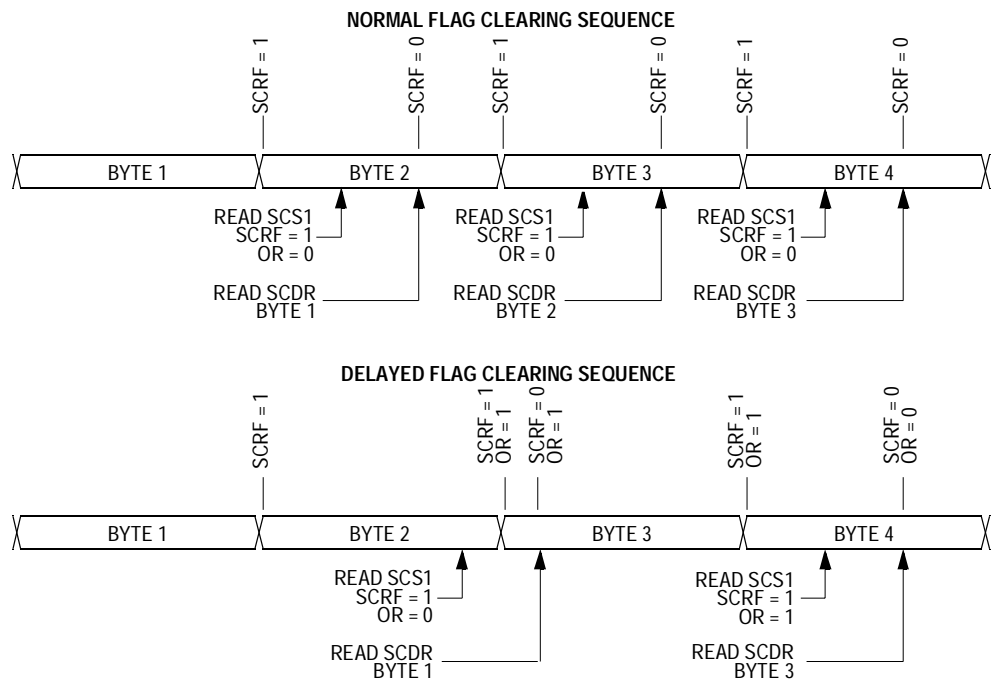 NORMAL FLAG CLEARING SEQUENCE
SCRF = 1
SCRF = 0
SCRF = 1
SCRF = 0
SCRF = 1
SCRF = 0
BYTE 1
BYTE 2
BYTE 3
BYTE 4
READ SCS1
SCRF = 1
OR = 0
READ SCS1
SCRF = 1
OR = 0
READ SCS1
SCRF = 1
OR = 0
READ SCDR
BYTE 1
READ SCDR
BYTE 2
READ SCDR
BYTE 3
DELAYED FLAG CLEARING SEQUENCE
SCRF = 1
SCRF = 1
OR = 1
SCRF = 0
OR = 1
SCRF = 1
OR = 1
SCRF = 0
OR = 0
BYTE 1
BYTE 2
BYTE 3
BYTE 4
READ SCS1
SCRF = 1
OR = 0
READ SCS1
SCRF = 1
OR = 1
READ SCDR
BYTE 1
READ SCDR
BYTE 3